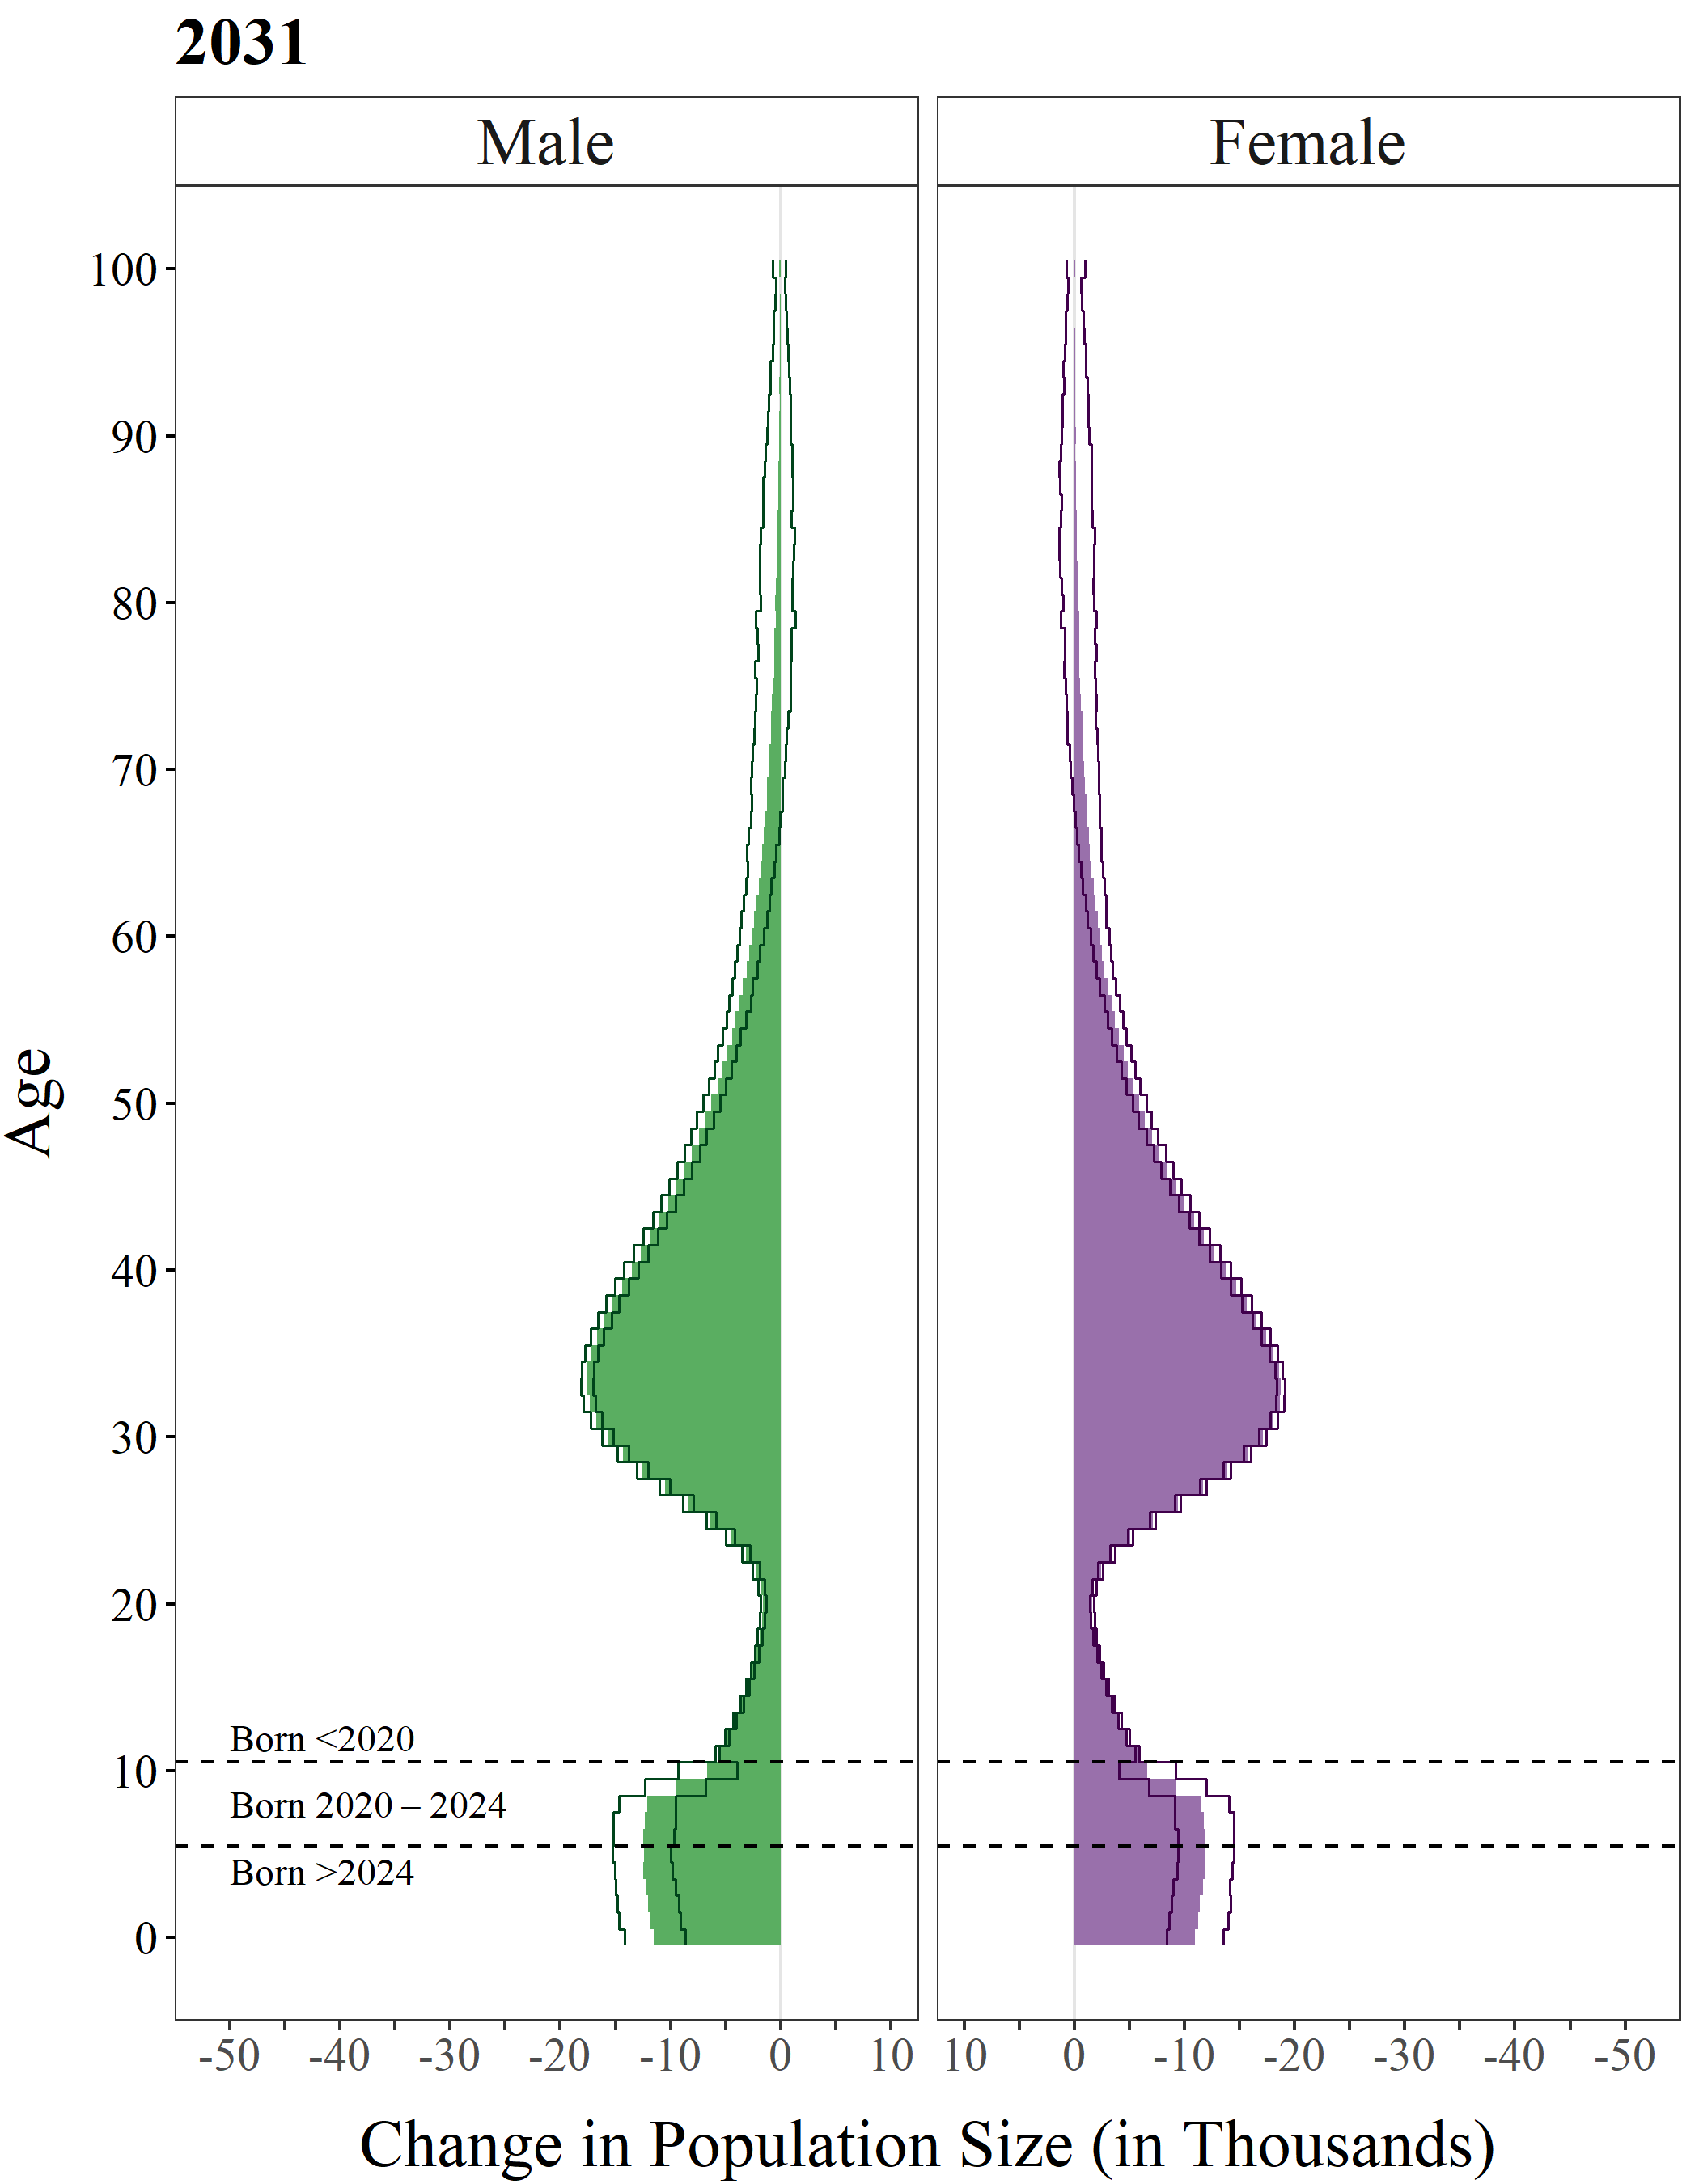 2031
Male
Female
100
90
80
70
60
50
40
30
20
10
0
Age
Born <2020
Born 2020 – 2024
Born >2024
-50 -40 -30 -20 -10 0 10
10 0 -10 -20 -30 -40 -50
Change in Population Size (in Thousands)